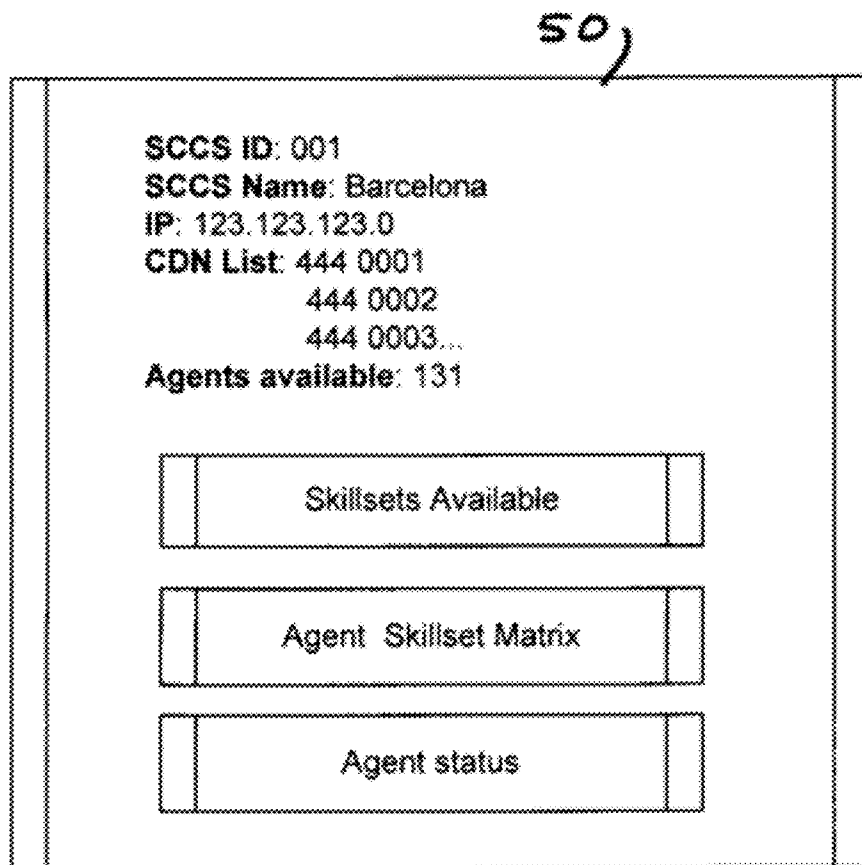 50
SCCS ID: 001
SCCS Name: Barcelona
IP: 123.123.123.0
CDN List: 444 0001
444 0002
444 0003...
Agents available: 131
Skillsets Available
Agent Skillset Matrix
Agent status